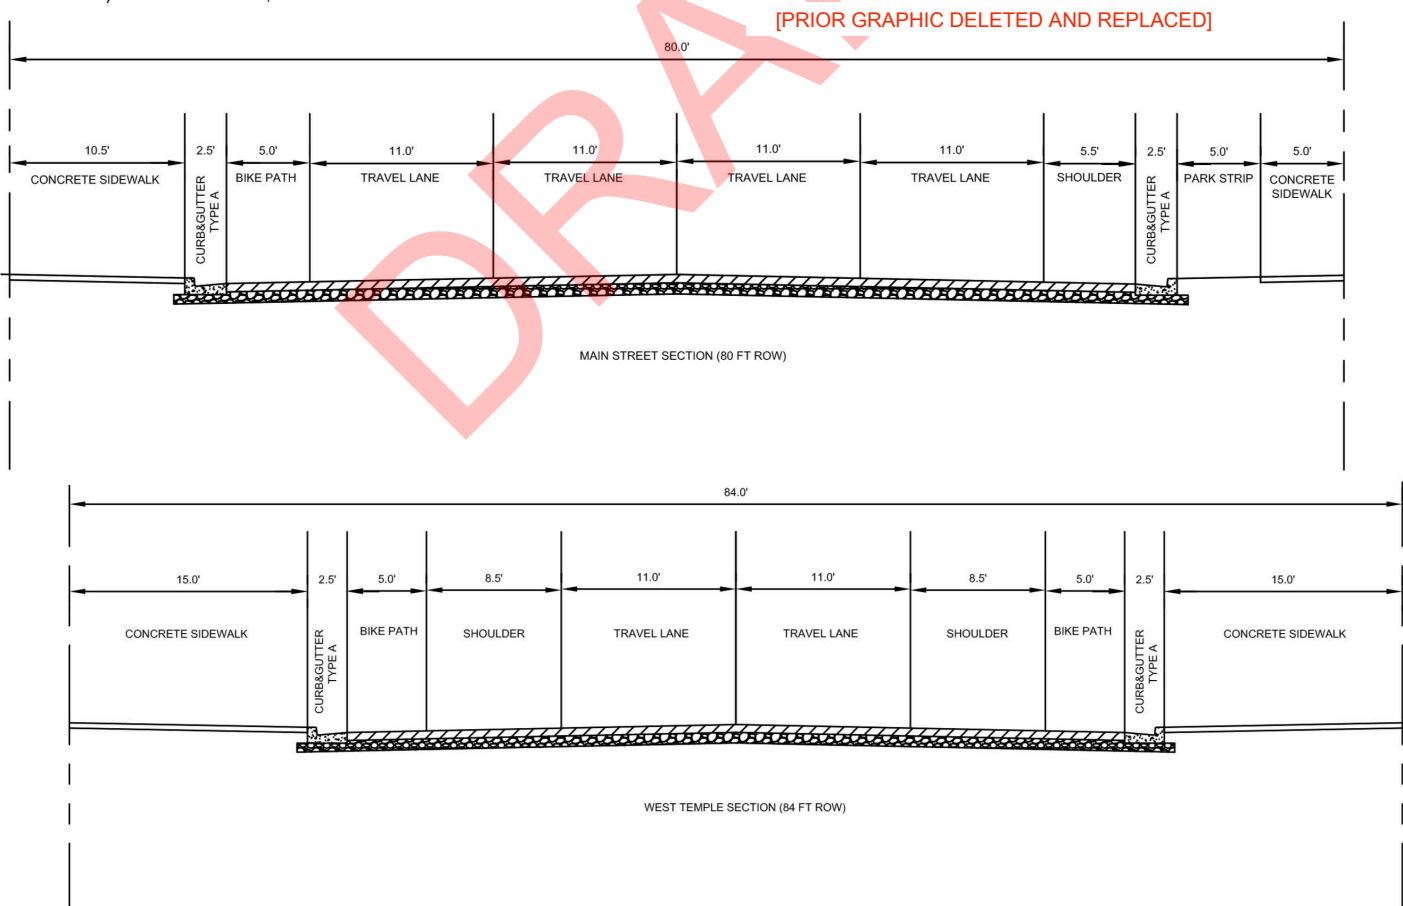 [PRIOR GRAPHIC DELETED AND REPLACED]
80.0'
10.5' 2.5' 5.0' 11.0' 11.0' 11.0' 11.0' 5.5' 2.5' 5.0' 5.0'
CONCRETE SIDEWALK
CURB&GUTTER
TYPE A
BIKE PATH
TRAVEL LANE
TRAVEL LANE
TRAVEL LANE
TRAVEL LANE
SHOULDER
CURB&GUTTER
TYPE A
PARK STRIP
CONCRETE
SIDEWALK
MAIN STREET SECTION (80 FT ROW)
84.0'
15.0' 2.5' 5.0' 8.5' 11.0' 11.0' 8.5' 5.0' 2.5' 15.0'
CONCRETE SIDEWALK
CURB&GUTTER
TYPE A
BIKE PATH
SHOULDER
TRAVEL LANE
TRAVEL LANE
SHOULDER
BIKE PATH
CURB&GUTTER
TYPE A
CONCRETE SIDEWALK
WEST TEMPLE SECTION (84 FT ROW)